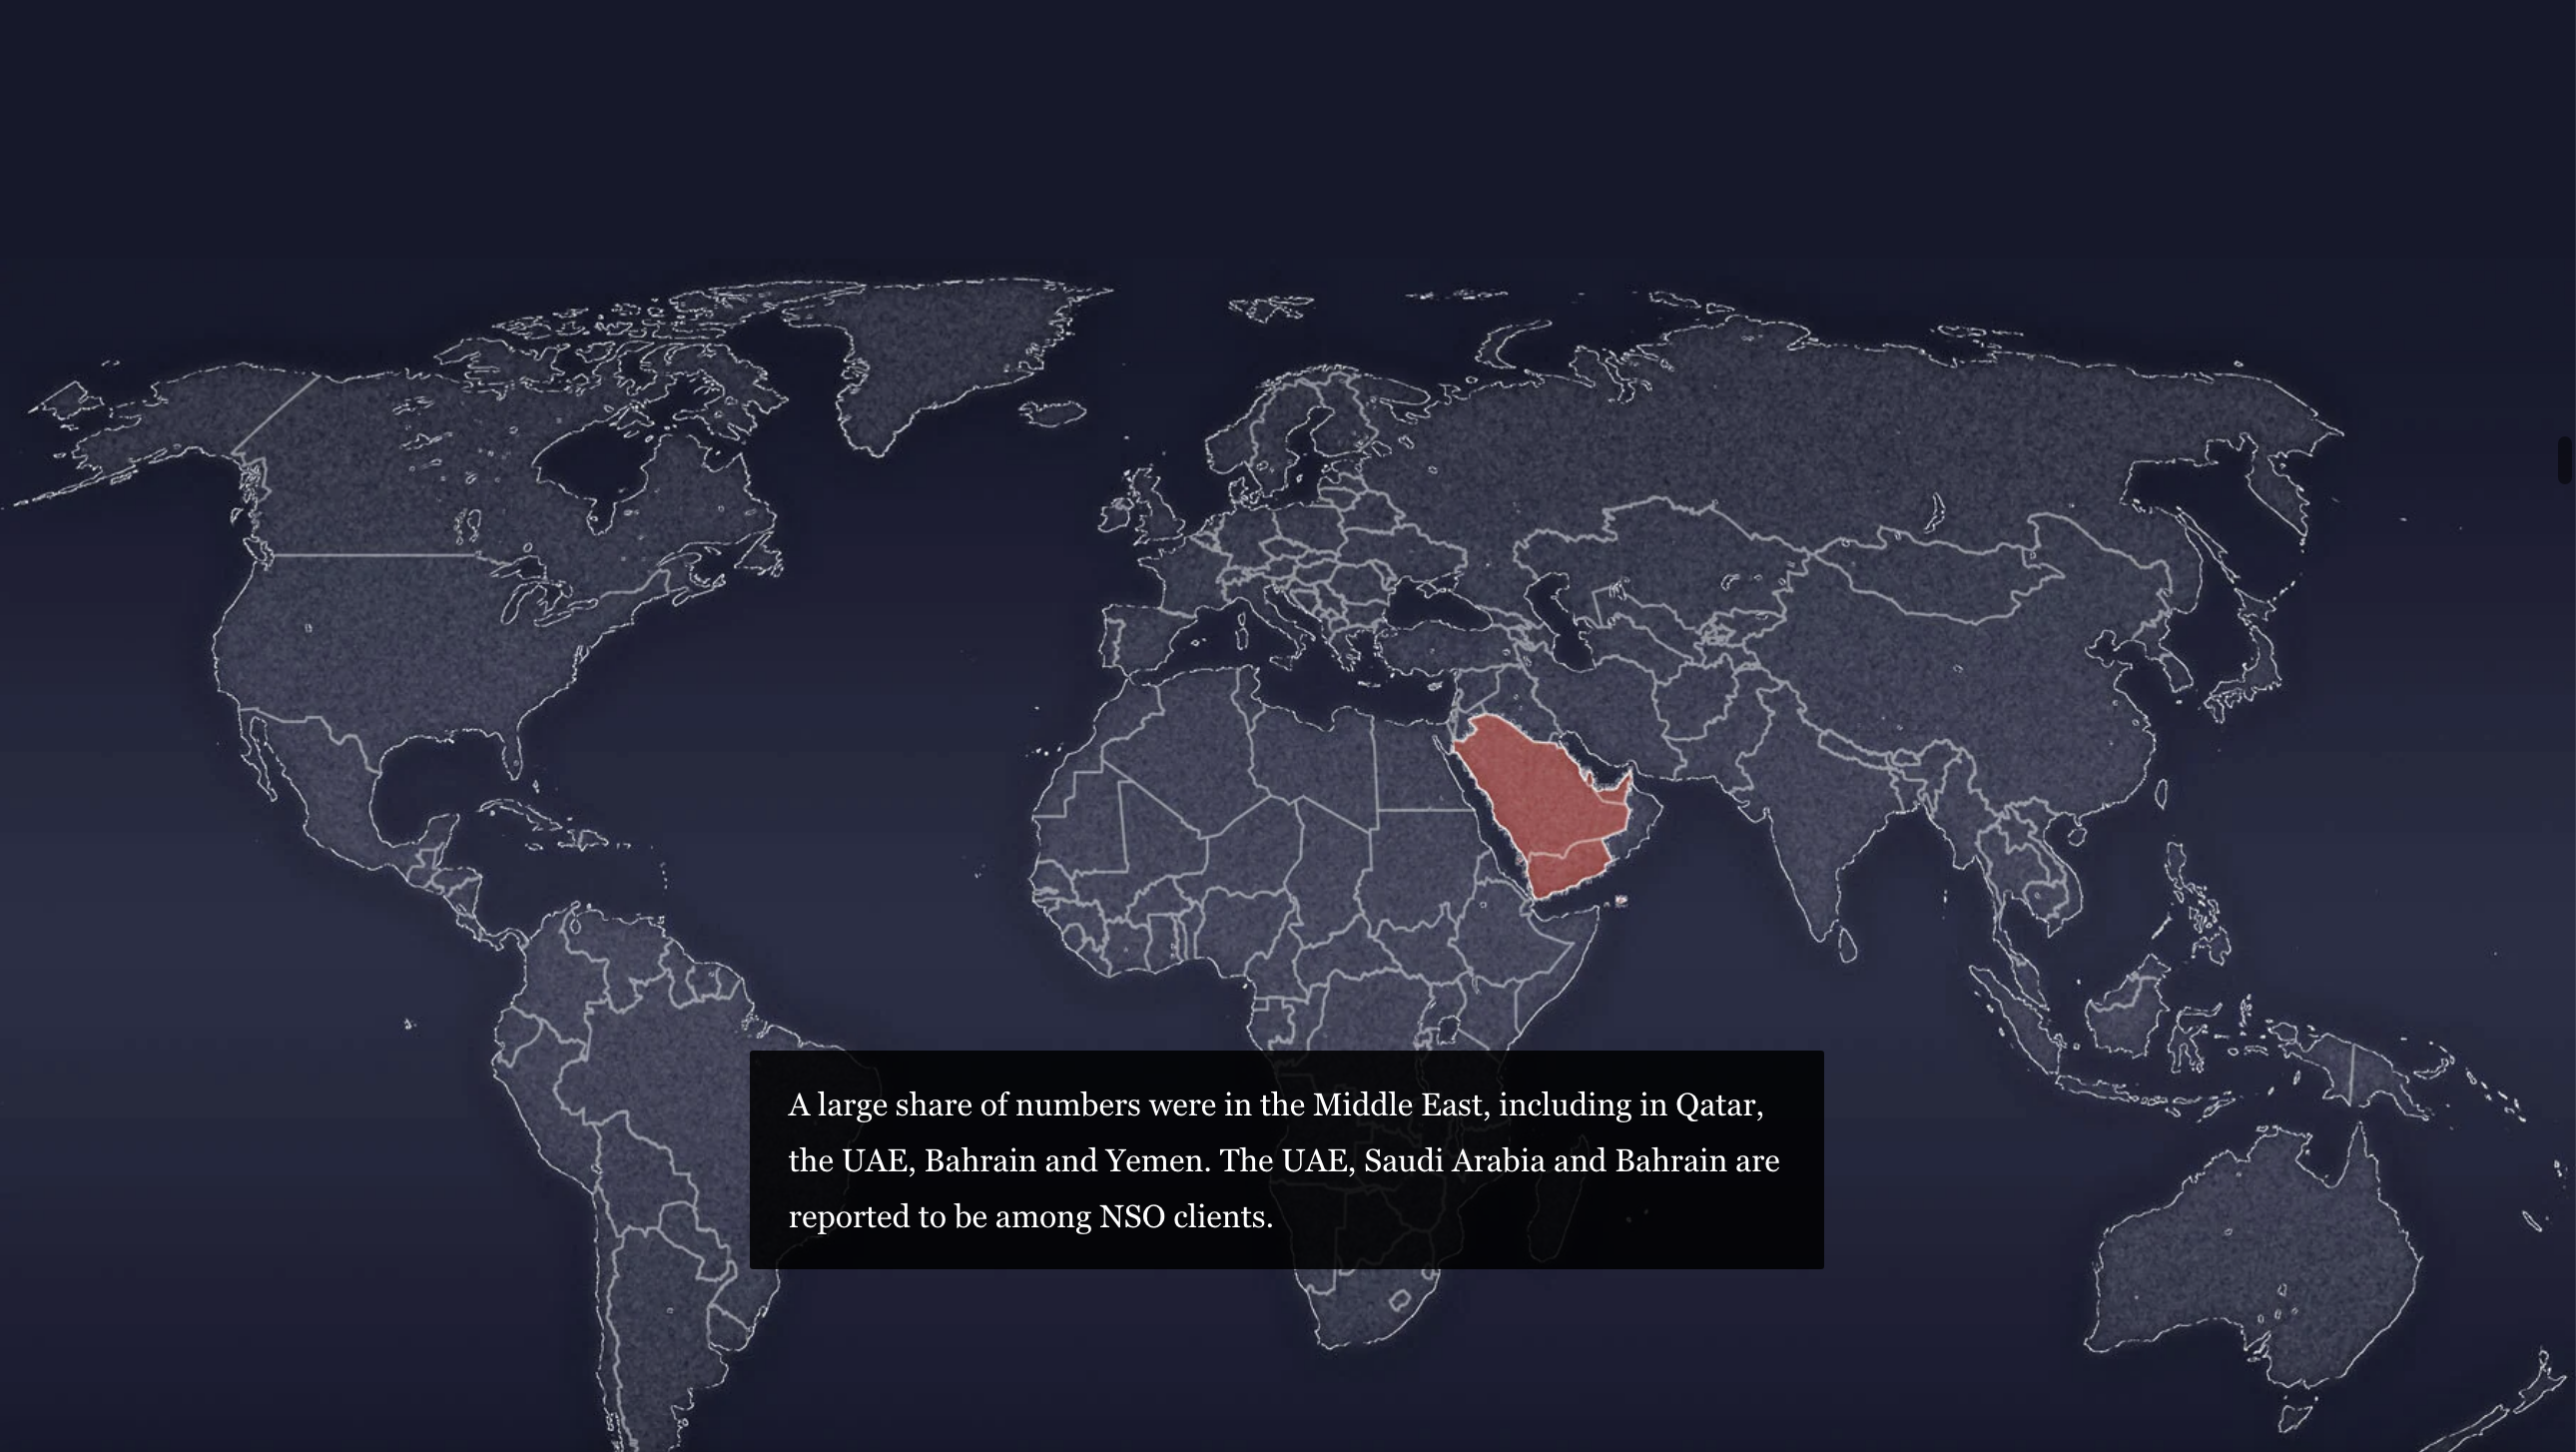 A large share of numbers were in the Middle East, including in Qatar,
the UAE, Bahrain and Yemen. The UAE, Saudi Arabia and Bahrain are
reported to be among NSO clients.